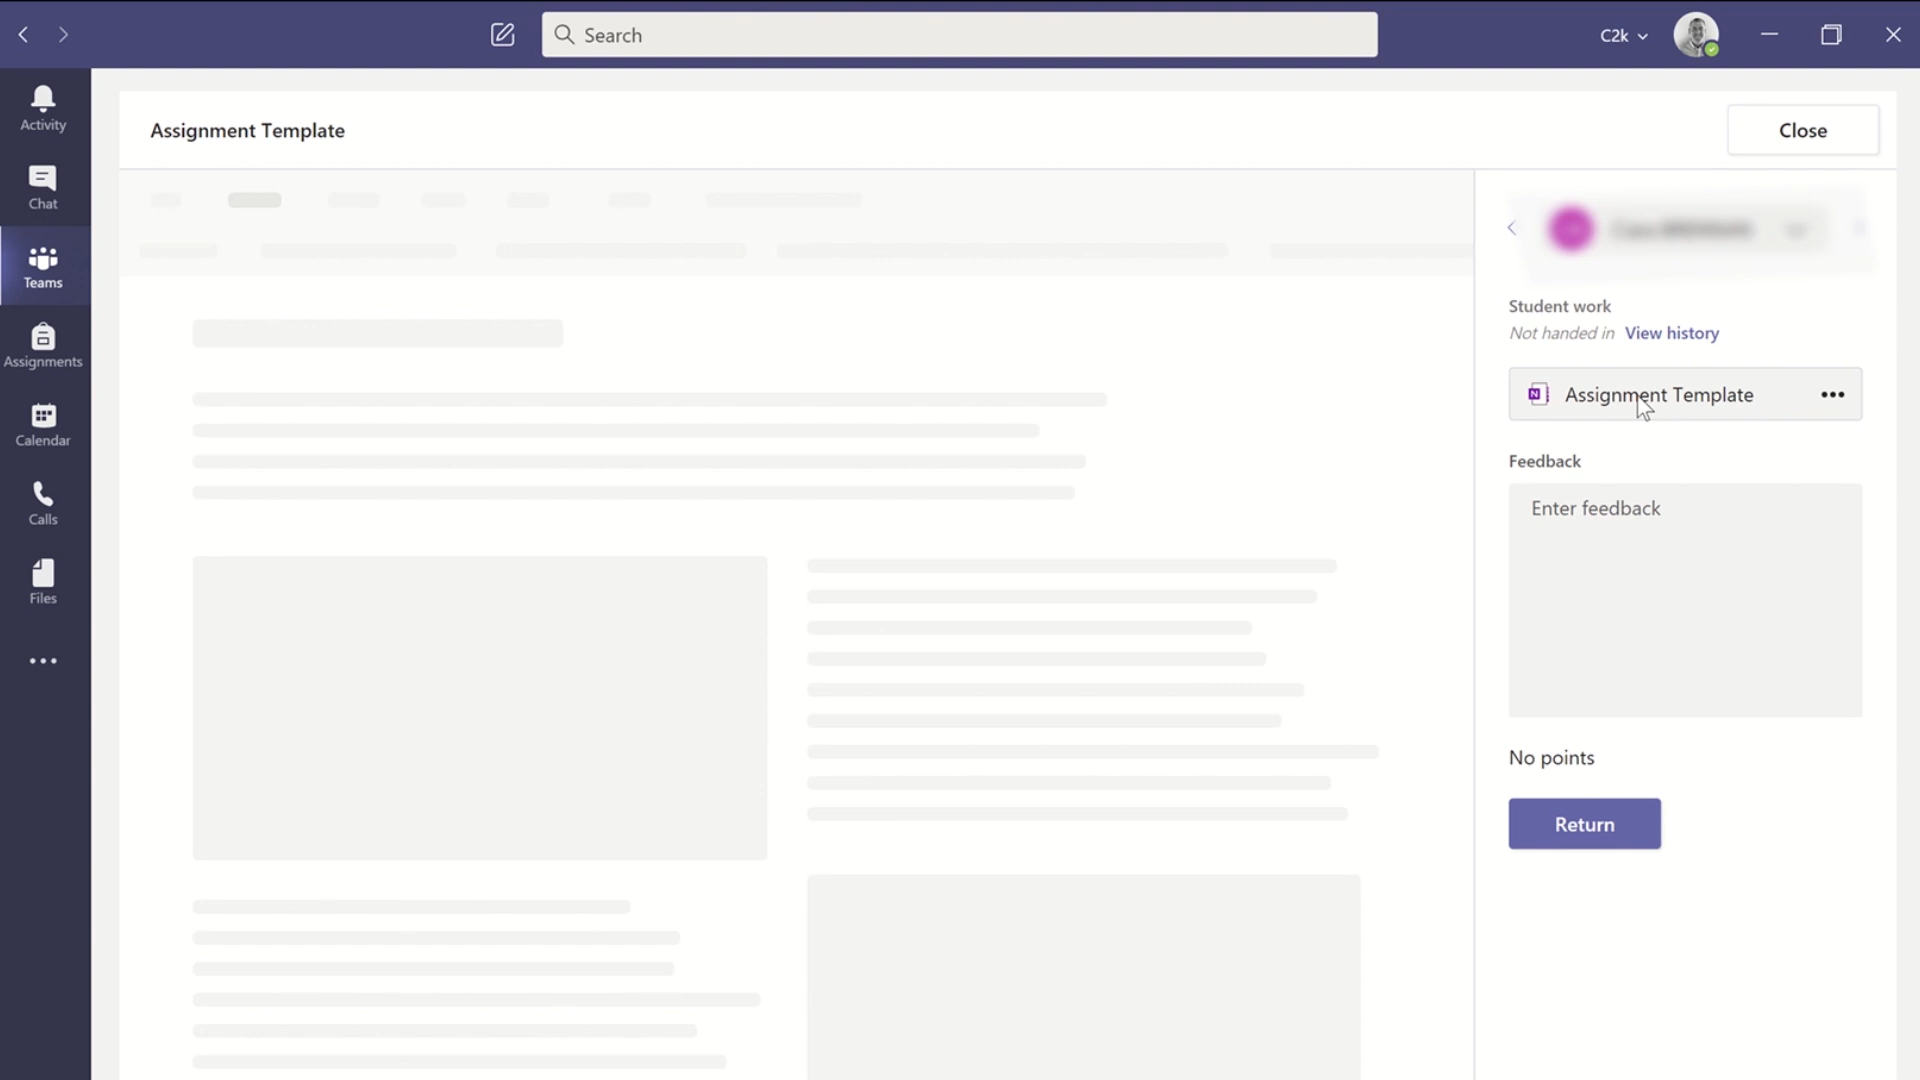 Search
C2k
Activity
Chat
Teams
Assignments
Calendar
Calls
Files
Assignment Template
Close
Student work
Not handed in View history
Assignment Template
Feedback
Enter feedback
No points
Return